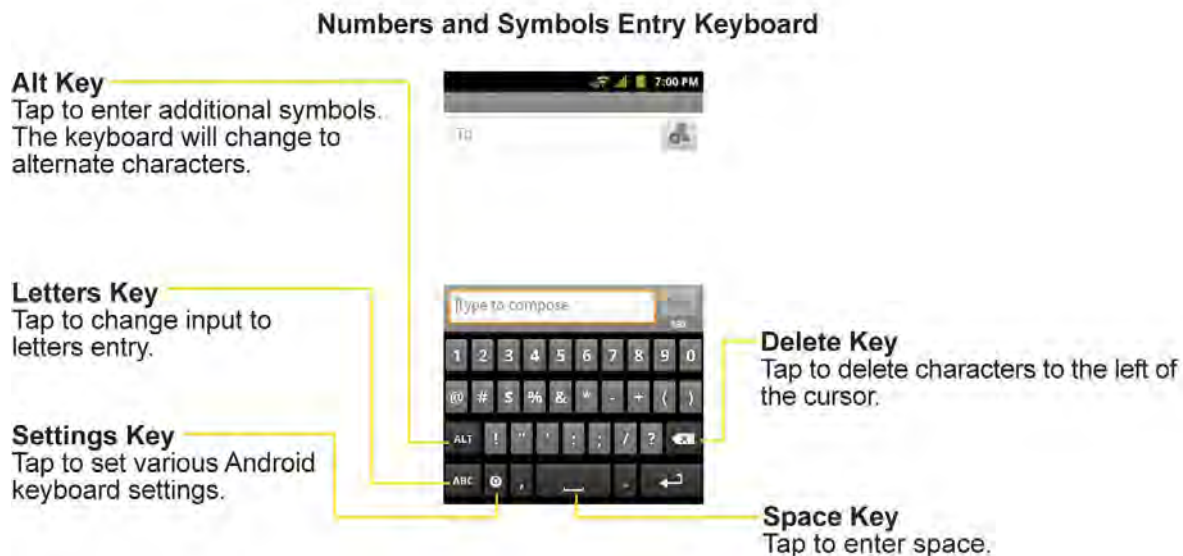 Numbers and Symbols Entry Keyboard
Alt Key
Tap to enter additional symbols.
The keyboard will change to
alternate characters.
Letters Key
Tap to change input to
letters entry.
Settings Key
Tap to set various Android
keyboard settings.
7:00 PM
To
Type to compose
1 2 3 4 5 6 7 8 9 0
@ # $ % & * - + ( )
ALT ! " ' : ; / ?
ABC , .
Delete Key
Tap to delete characters to the left of
the cursor.
Space Key
Tap to enter space.